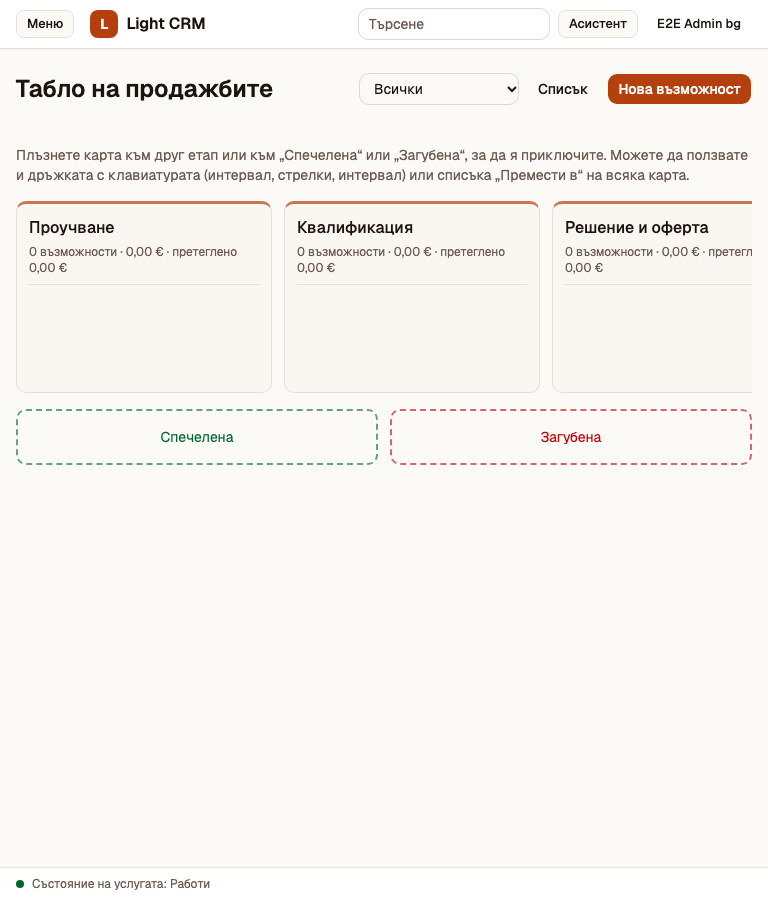 Меню
L
Light CRM
Търсене
Асистент
E2E Admin bg
Табло на продажбите
Всички
Списък
Нова възможност
Плъзнете карта към друг етап или към „Спечелена“ или „Загубена“, за да я приключите. Можете да ползвате
и дръжката с клавиатурата (интервал, стрелки, интервал) или списъка „Премести в“ на всяка карта.
Проучване
0 възможности · 0,00 € · претеглено
0,00 €
Квалификация
0 възможности · 0,00 € · претеглено
0,00 €
Решение и оферта
0 възможности · 0,00 € · претегл
0,00 €
Спечелена
Загубена
Състояние на услугата: Работи